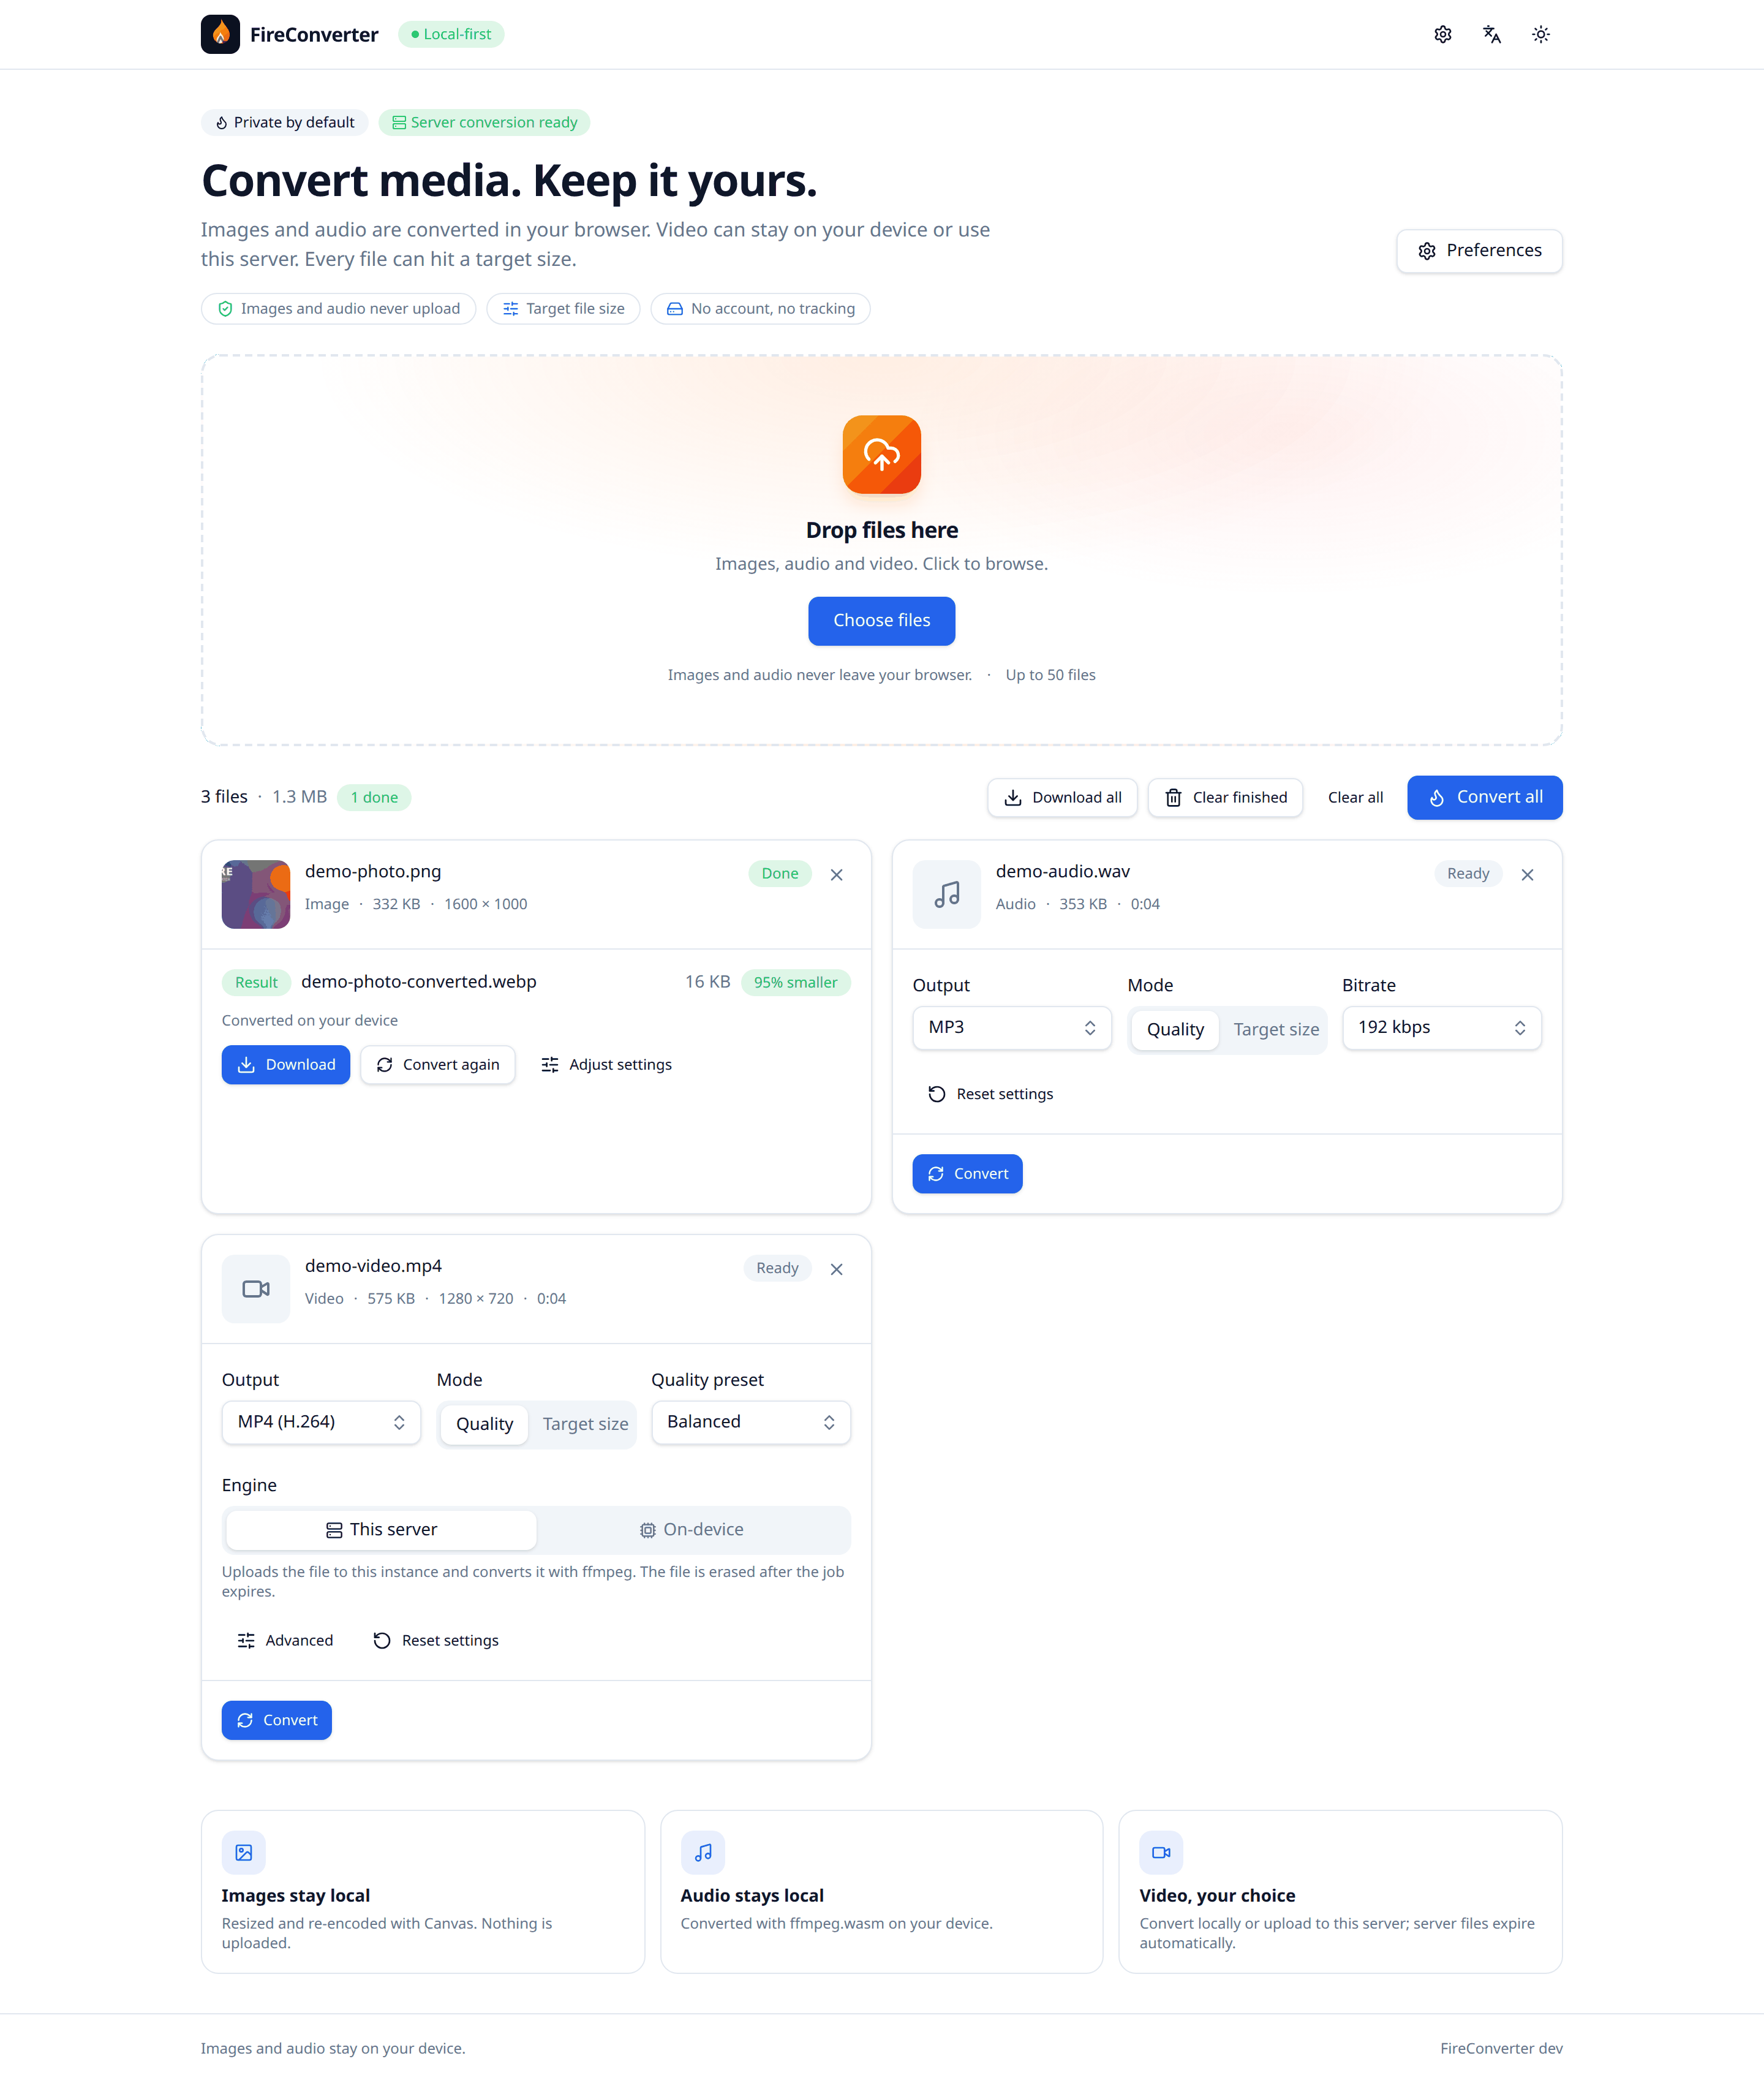 FireConverter
Local-first
Private by default
Server conversion ready
Convert media. Keep it yours.
Images and audio are converted in your browser. Video can stay on your device or use
this server. Every file can hit a target size.
Preferences
Images and audio never upload
Target file size
No account, no tracking
Drop files here
Images, audio and video. Click to browse.
Choose files
Images and audio never leave your browser. · Up to 50 files
3 files · 1.3 MB 1 done
Download all
Clear finished
Clear all
Convert all
RE
demo-photo.png
Done
Image · 332 KB · 1600 × 1000
Result demo-photo-converted.webp 16 KB 95% smaller
Converted on your device
Download
Convert again
Adjust settings
demo-audio.wav
Ready
Audio · 353 KB · 0:04
Output
Mode
Bitrate
MP3
Quality
Target size
192 kbps
Reset settings
Convert
demo-video.mp4
Ready
Video · 575 KB · 1280 × 720 · 0:04
Output
Mode
Quality preset
MP4 (H.264)
Quality
Target size
Balanced
Engine
This server
On-device
Uploads the file to this instance and converts it with ffmpeg. The file is erased after the job
expires.
Advanced
Reset settings
Convert
Images stay local
Resized and re-encoded with Canvas. Nothing is
uploaded.
Audio stays local
Converted with ffmpeg.wasm on your device.
Video, your choice
Convert locally or upload to this server; server files expire
automatically.
Images and audio stay on your device.
FireConverter dev